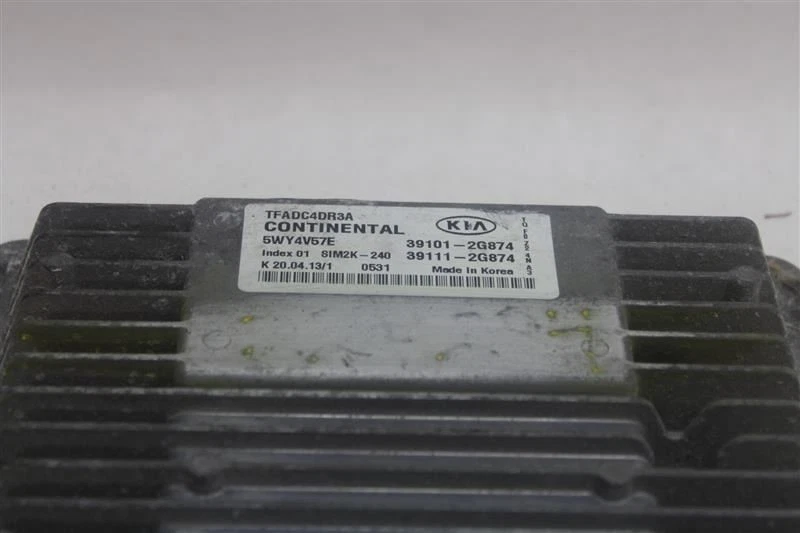 TFADC4DR3A
CONTINENTAL KIA
5WY4V57E 39101-2G874
Index 01 SIM2K-240 39111-2G874
K 20.04.13/1 0531 Made in Korea